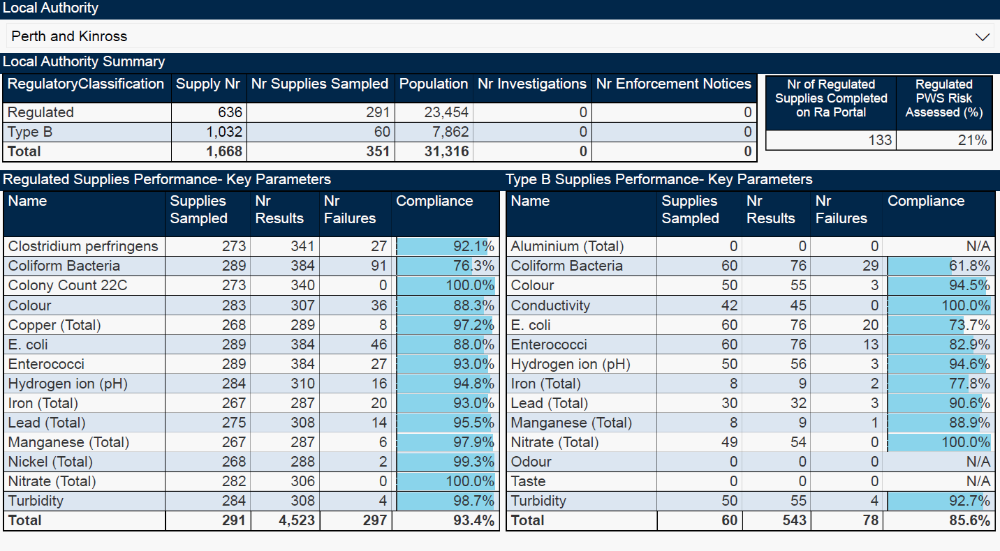 Local Authority
Perth and Kinross
Local Authority Summary
RegulatoryClassification Supply Nr Nr Supplies Sampled Population Nr Investigations Nr Enforcement Notices
Regulated 636 291 23,454 0 0
Type B 1,032 60 7,862 0 0
Total 1,668 351 31,316 0 0
Nr of Regulated Supplies Completed on Ra Portal Regulated PWS Risk Assessed (%)
133 21%
Regulated Supplies Performance- Key Parameters
Name Supplies Sampled Nr Results Nr Failures Compliance
Clostridium perfringens 273 341 27 92.1%
Coliform Bacteria 289 384 91 76.3%
Colony Count 22C 273 340 0 100.0%
Colour 283 307 36 88.3%
Copper (Total) 268 289 8 97.2%
E. coli 289 384 46 88.0%
Enterococci 289 384 27 93.0%
Hydrogen ion (pH) 284 310 16 94.8%
Iron (Total) 267 287 20 93.0%
Lead (Total) 275 308 14 95.5%
Manganese (Total) 267 287 6 97.9%
Nickel (Total) 268 288 2 99.3%
Nitrate (Total) 282 306 0 100.0%
Turbidity 284 308 4 98.7%
Total 291 4,523 297 93.4%
Type B Supplies Performance- Key Parameters
Name Supplies Sampled Nr Results Nr Failures Compliance
Aluminium (Total) 0 0 0 N/A
Coliform Bacteria 60 76 29 61.8%
Colour 50 55 3 94.5%
Conductivity 42 45 0 100.0%
E. coli 60 76 20 73.7%
Enterococci 60 76 13 82.9%
Hydrogen ion (pH) 50 56 3 94.6%
Iron (Total) 8 9 2 77.8%
Lead (Total) 30 32 3 90.6%
Manganese (Total) 8 9 1 88.9%
Nitrate (Total) 49 54 0 100.0%
Odour 0 0 0 N/A
Taste 0 0 0 N/A
Turbidity 50 55 4 92.7%
Total 60 543 78 85.6%